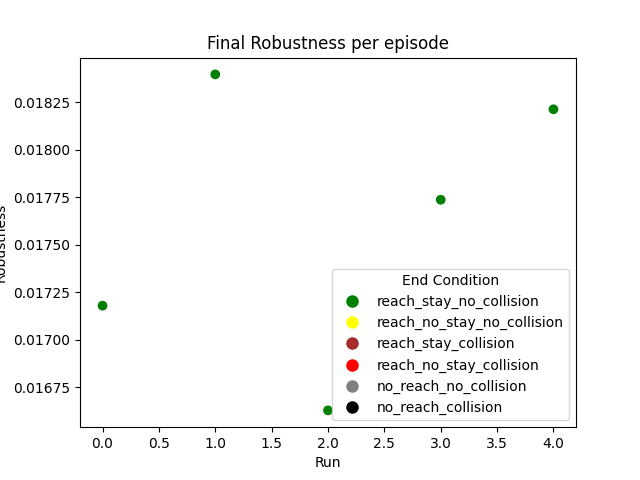 Final Robustness per episode
0.01825
0.01800
0.01775
0.01750
0.01725
0.01700
0.01675
Robustness
End Condition
reach_stay_no_collision
reach_no_stay_no_collision
reach_stay_collision
reach_no_stay_collision
no_reach_no_collision
no_reach_collision
0.0 0.5 1.0 1.5 2.0 2.5 3.0 3.5 4.0
Run